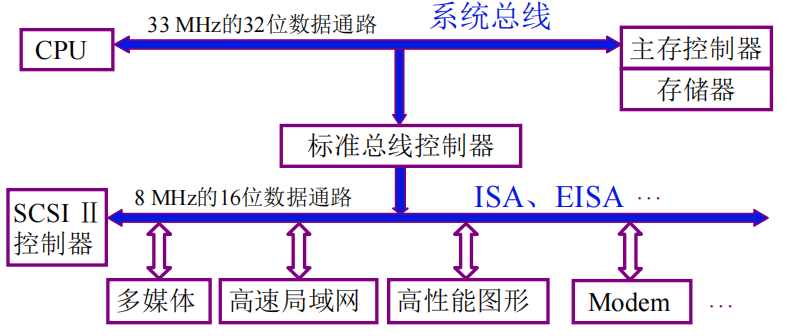 33 MHz的32位数据通路
系统总线
CPU
主存控制器
存储器
标准总线控制器
8 MHz的16位数据通路
ISA、EISA …
SCSI Ⅱ
控制器
多媒体
高速局域网
高性能图形
Modem
…